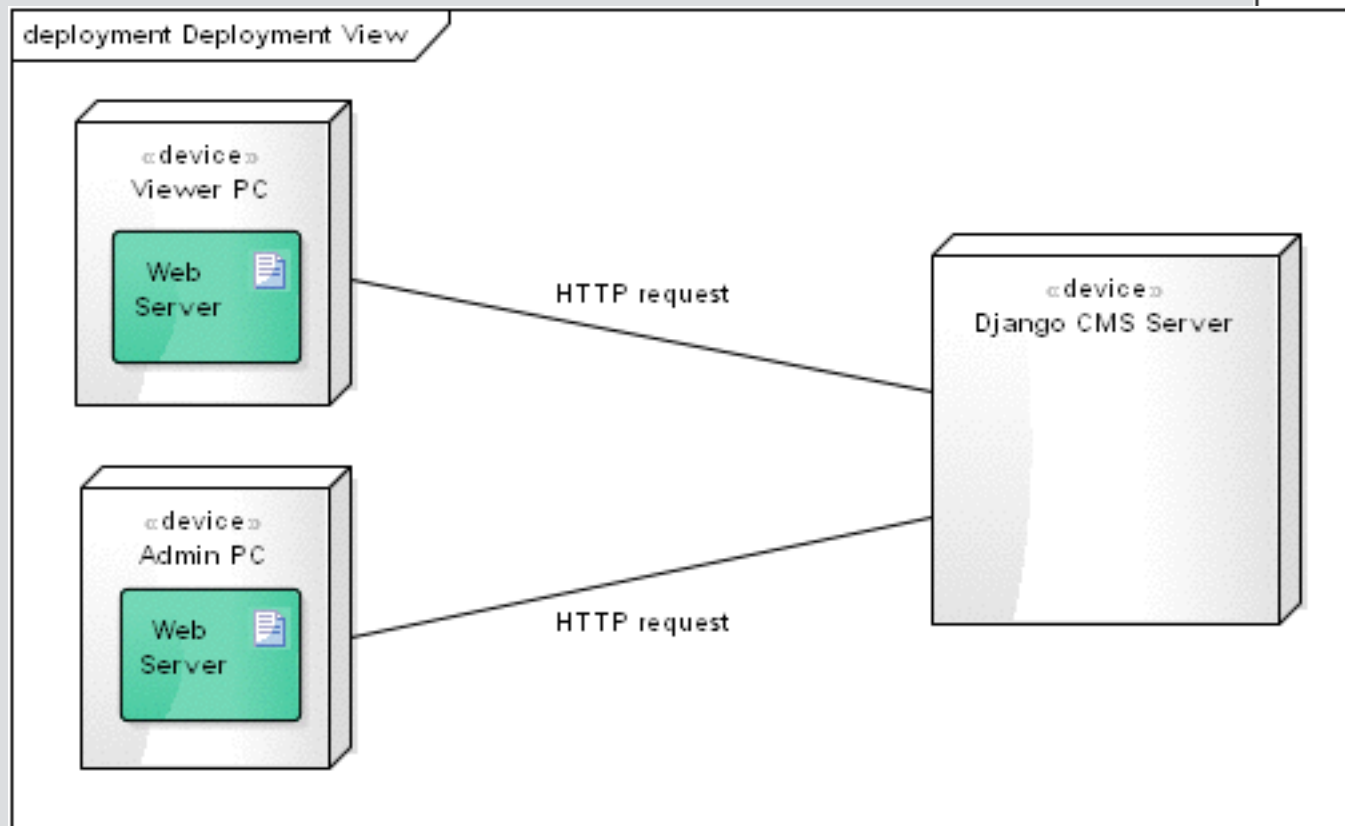 deployment Deployment View
«device»
Viewer PC
Web
Server
HTTP request
«device»
Django CMS Server
«device»
Admin PC
Web
Server
HTTP request